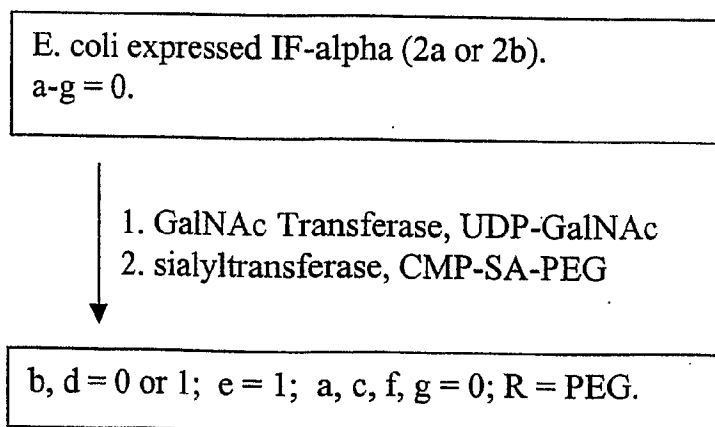 E. coli expressed IF-alpha (2a or 2b).
a-g = 0.
1. GalNAc Transferase, UDP-GalNAc
2. sialyltransferase, CMP-SA-PEG
b, d = 0 or 1; e = 1; a, c, f, g = 0; R = PEG.